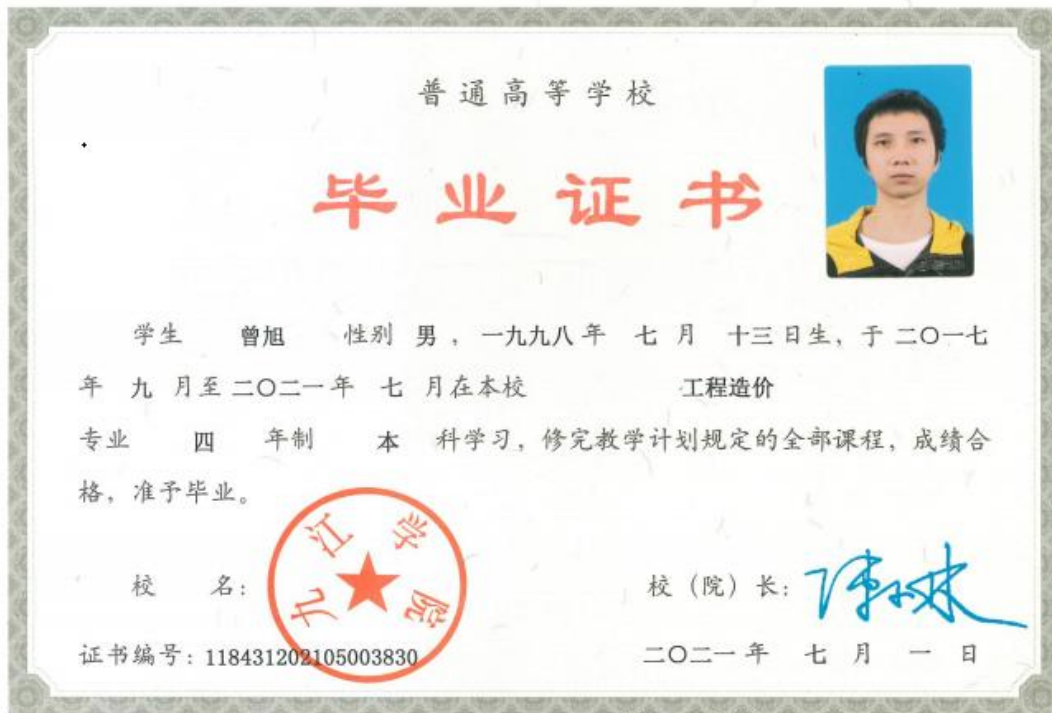 普通高等学校
毕业证书
学生 曾旭 性别 男，一九九八年 七月 十三日生，于二〇一七
年 九 月至二〇二一年 七 月在本校 工程造价
专业 四 年制 本 科学习，修完教学计划规定的全部课程，成绩合
格，准予毕业。
九江学院
校 名： 校（院）长：
证书编号：118431202105003830 二〇二一年 七 月 一 日